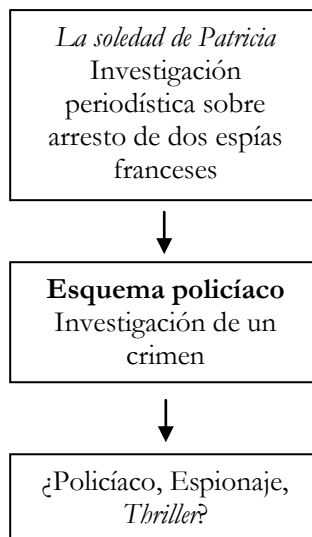 La soledad de Patricia
Investigación
periodística sobre
arresto de dos espías
franceses
Esquema policíaco
Investigación de un
crimen
¿Policíaco, Espionaje,
Thriller?